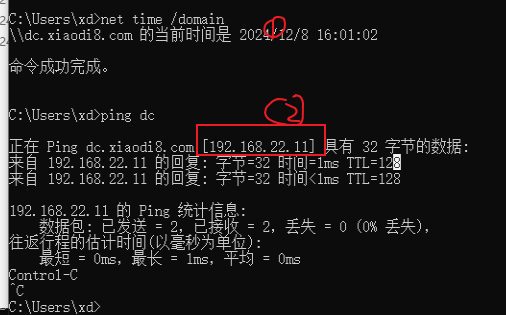 C:\Users\xd>net time /domain
\\dc.xiaodi8.com 的当前时间是 2024/12/8 16:01:02
命令成功完成。
C:\Users\xd>ping dc
正在 Ping dc.xiaodi8.com [192.168.22.11] 具有 32 字节的数据:
来自 192.168.22.11 的回复: 字节=32 时间=1ms TTL=128
来自 192.168.22.11 的回复: 字节=32 时间<1ms TTL=128
192.168.22.11 的 Ping 统计信息:
数据包: 已发送 = 2，已接收 = 2，丢失 = 0 (0% 丢失)，
往返行程的估计时间(以毫秒为单位):
最短 = 0ms，最长 = 1ms，平均 = 0ms
Control-C
^C
C:\Users\xd>